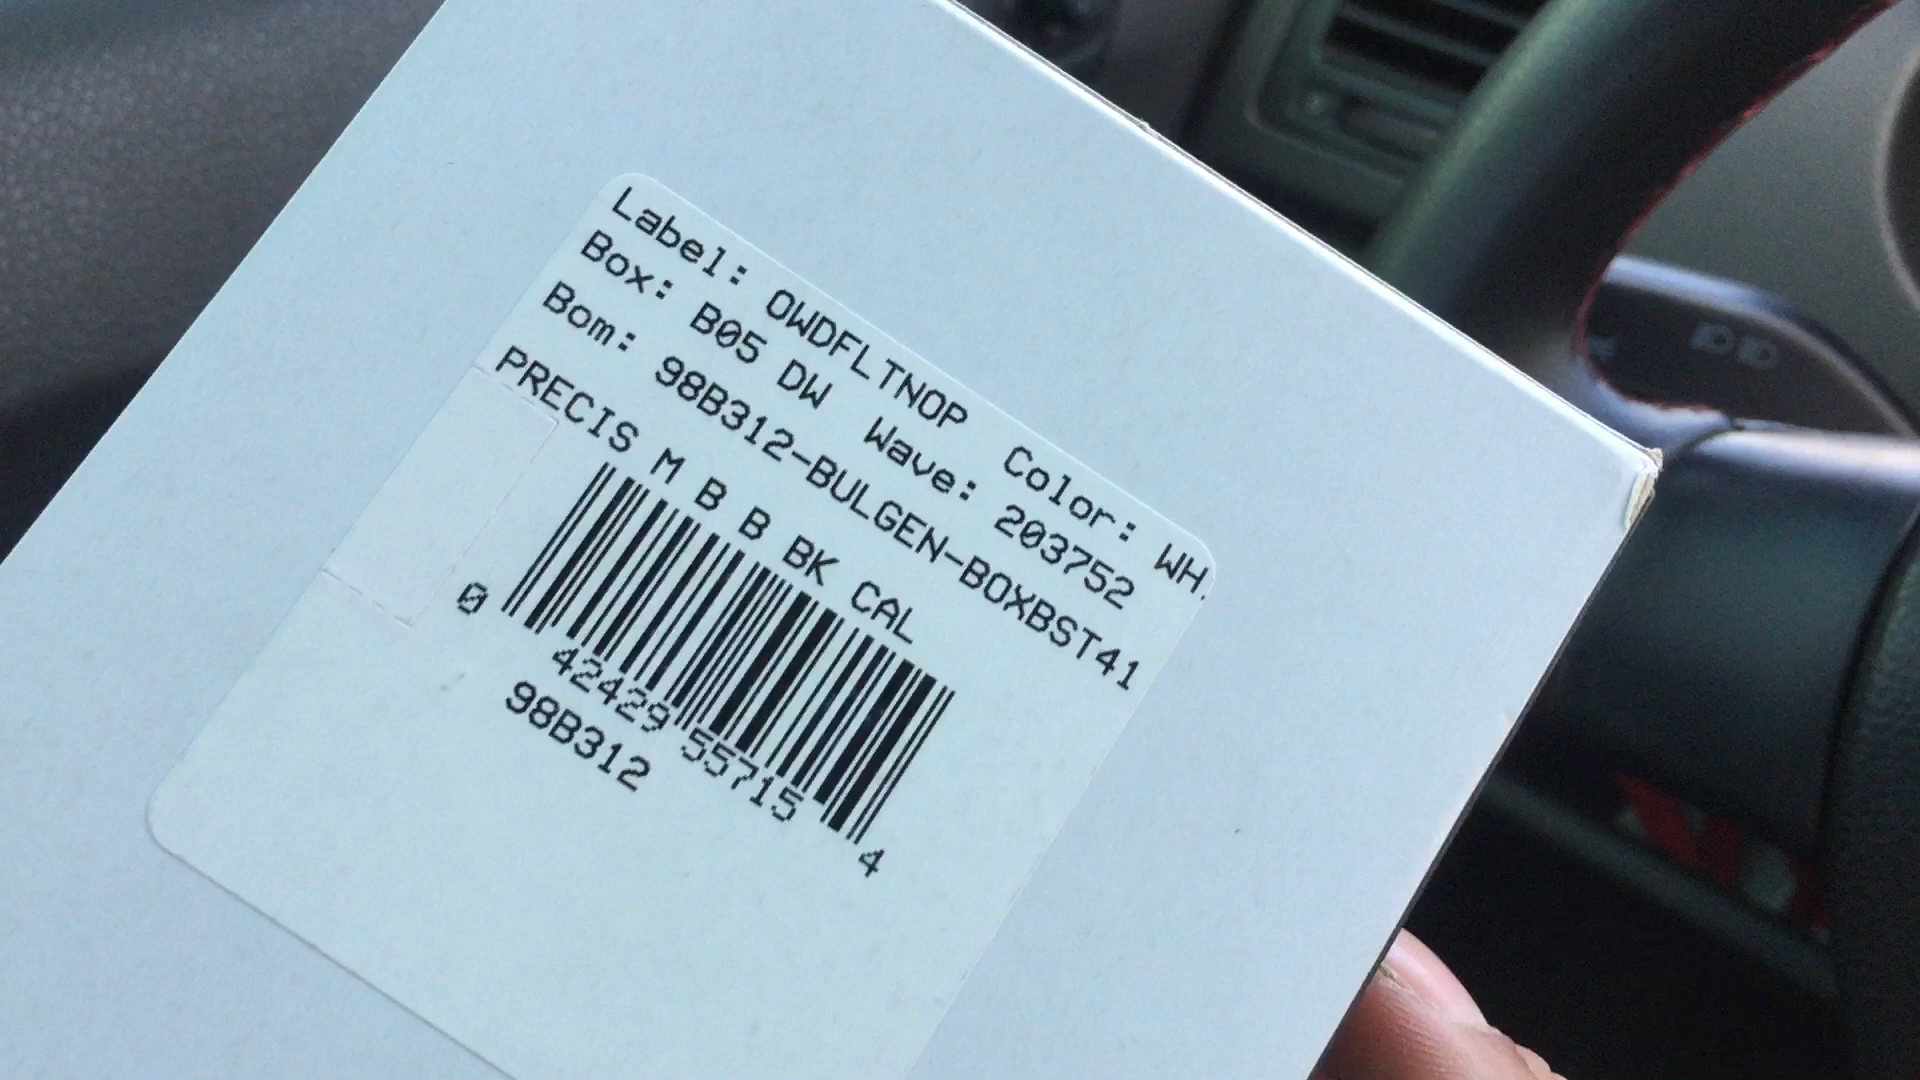 Label: OWDFLTNOP Color: WH
Box: B05 DW Wave: 203752
Bom: 98B312-BULGEN-BOXBST41
PRECIS M B B BK CAL
0 42429 55715 4
98B312